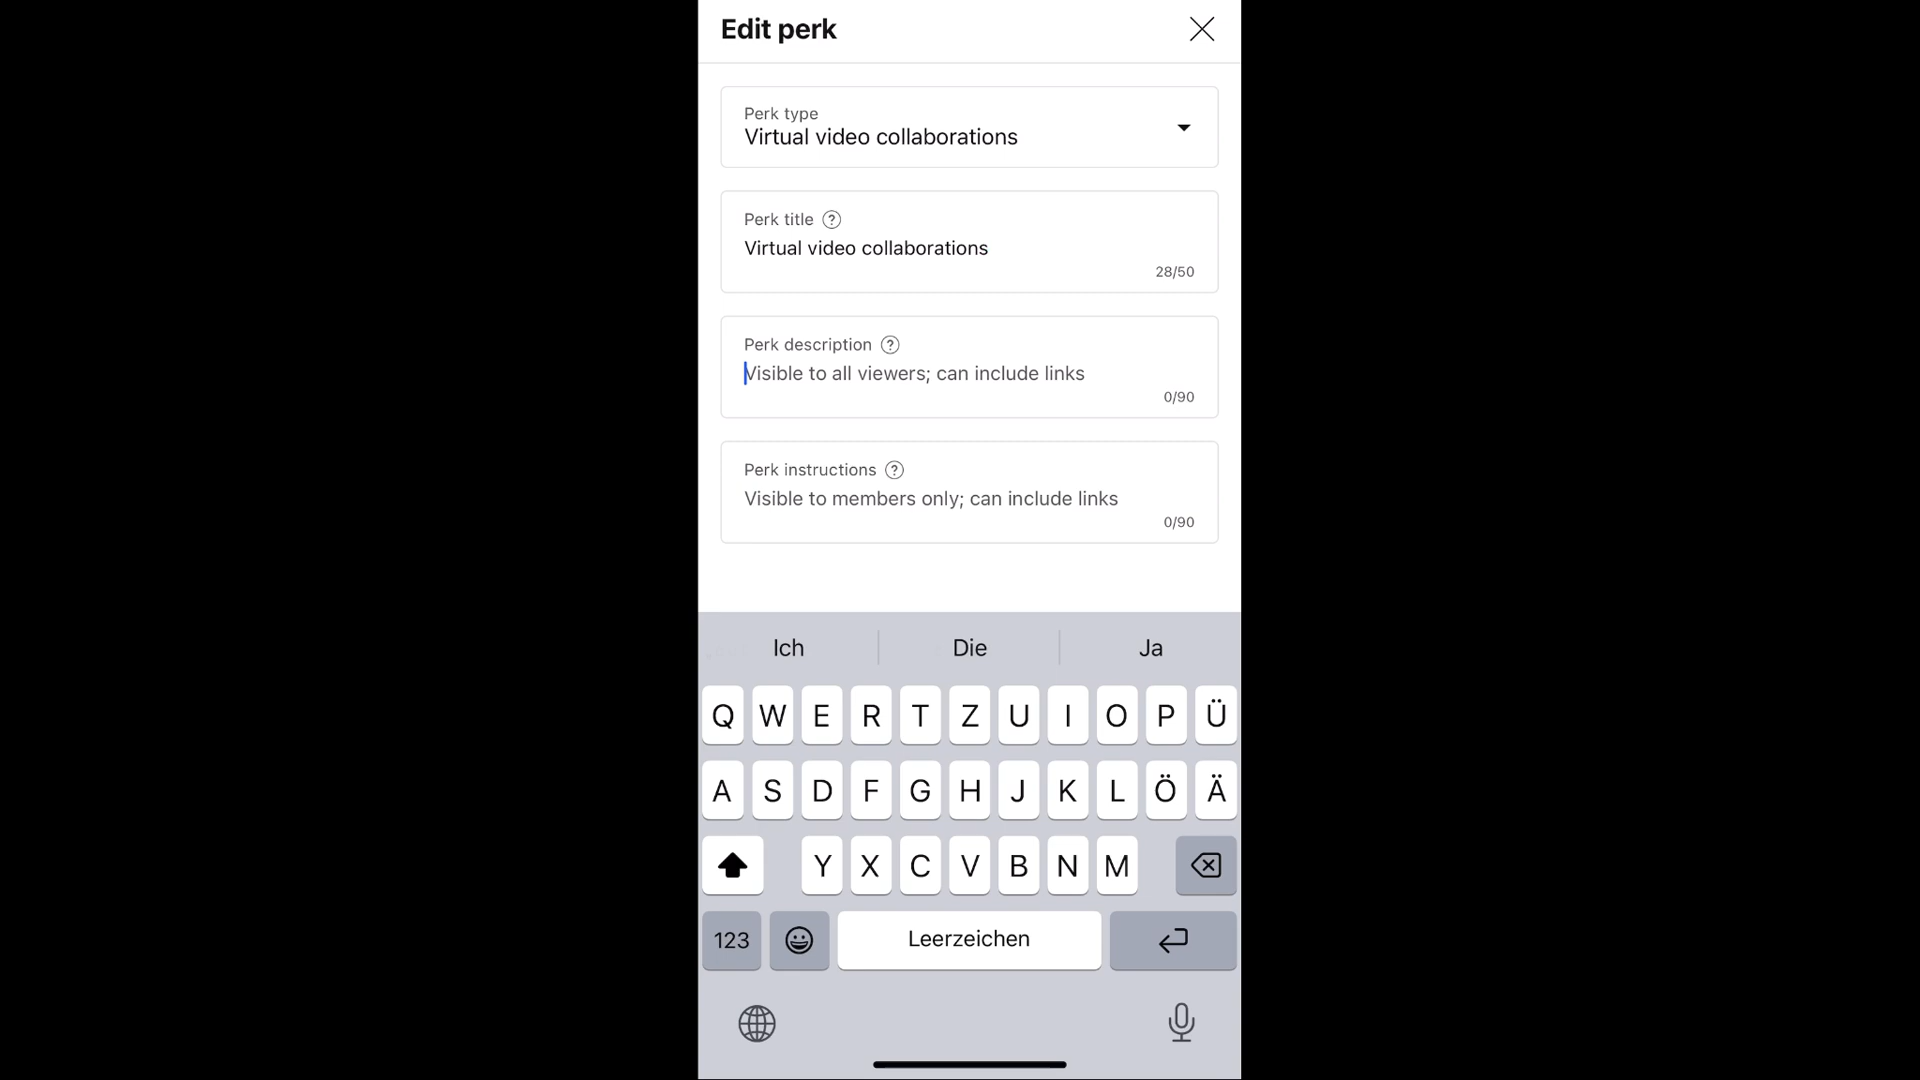 Edit perk
Perk type
Virtual video collaborations
Perk title ?
Virtual video collaborations
28/50
Perk description ?
Visible to all viewers; can include links
0/90
Perk instructions ?
Visible to members only; can include links
0/90
Ich Die Ja
Q W E R T Z U I O P Ü
A S D F G H J K L Ö Ä
Y X C V B N M
123 Leerzeichen